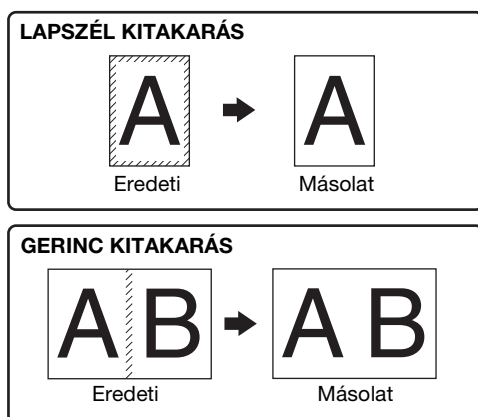 LAPSZÉL KITAKARÁS
A A
Eredeti Másolat
GERINC KITAKARÁS
A B A B
Eredeti Másolat